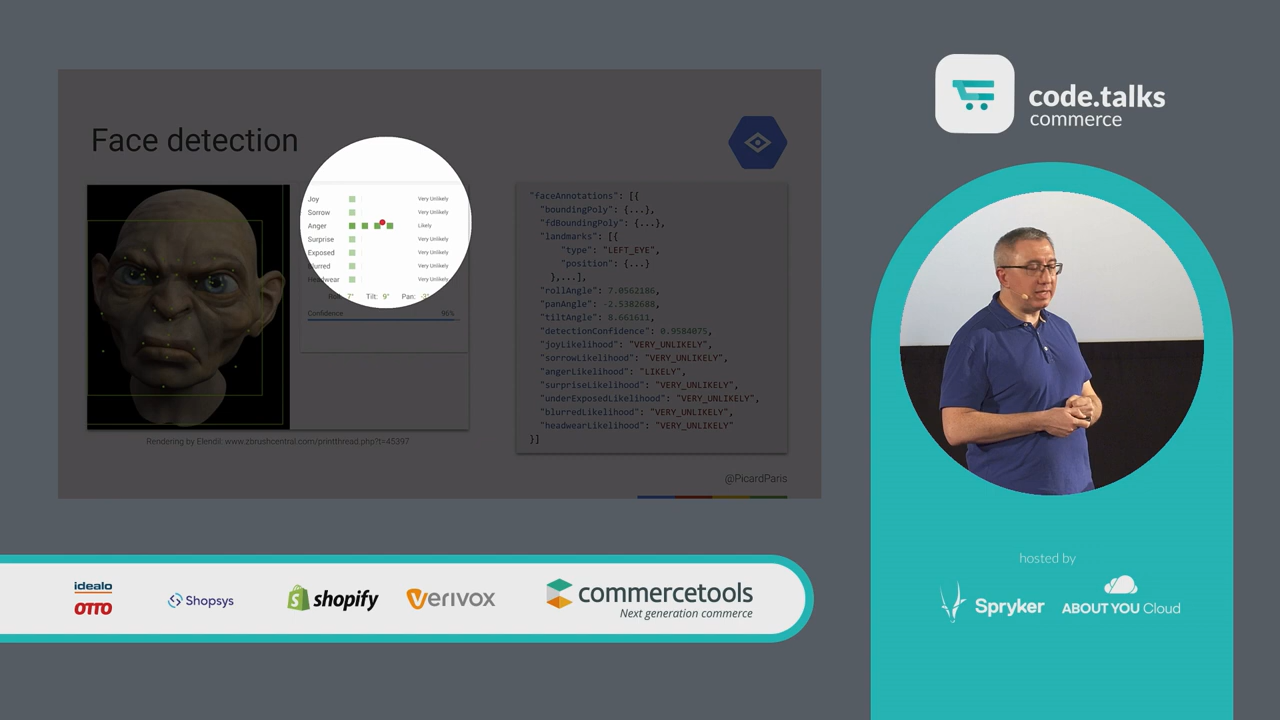 Face detection
Joy Very Unlikely
Sorrow Very Unlikely
Anger Likely
Surprise Very Unlikely
Exposed Very Unlikely
Blurred Very Unlikely
Headwear Very Unlikely
Roll: 7° Tilt: 9° Pan: -3°
Confidence 96%
Rendering by Elendil www.zbrushcentral.com/printthread.php?t=45397
"faceAnnotations": [{
"boundingPoly": {...},
"fdBoundingPoly": {...},
"landmarks": [{
"type": "LEFT_EYE",
"position": {...}
},...],
"rollAngle": 7.0562186,
"panAngle": -2.5382688,
"tiltAngle": 8.661611,
"detectionConfidence": 0.9584075,
"joyLikelihood": "VERY_UNLIKELY",
"sorrowLikelihood": "VERY_UNLIKELY",
"angerLikelihood": "LIKELY",
"surpriseLikelihood": "VERY_UNLIKELY",
"underExposedLikelihood": "VERY_UNLIKELY",
"blurredLikelihood": "VERY_UNLIKELY",
"headwearLikelihood": "VERY_UNLIKELY"
}]
@PicardParis
code.talks
commerce
hosted by
Spryker
ABOUT YOU Cloud
idealo
OTTO
Shopsys
shopify
VERIVOX
commercetools
Next generation commerce